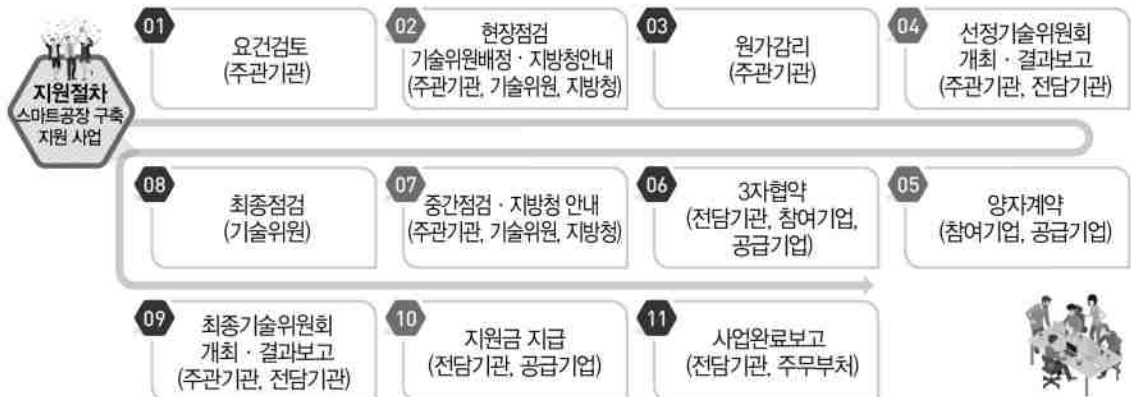 지원절차
스마트공장 구축
지원 사업
01
요건검토
(주관기관)
02
현장점검
기술위원배정 · 지방청안내
(주관기관, 기술위원, 지방청)
03
원가감리
(주관기관)
04
선정기술위원회
개최 · 결과보고
(주관기관, 전담기관)
05
양자계약
(참여기업, 공급기업)
06
3자협약
(전담기관, 참여기업,
공급기업)
07
중간점검 · 지방청 안내
(주관기관, 기술위원, 지방청)
08
최종점검
(기술위원)
09
최종기술위원회
개최 · 결과보고
(주관기관, 전담기관)
10
지원금 지급
(전담기관, 공급기업)
11
사업완료보고
(전담기관, 주무부처)